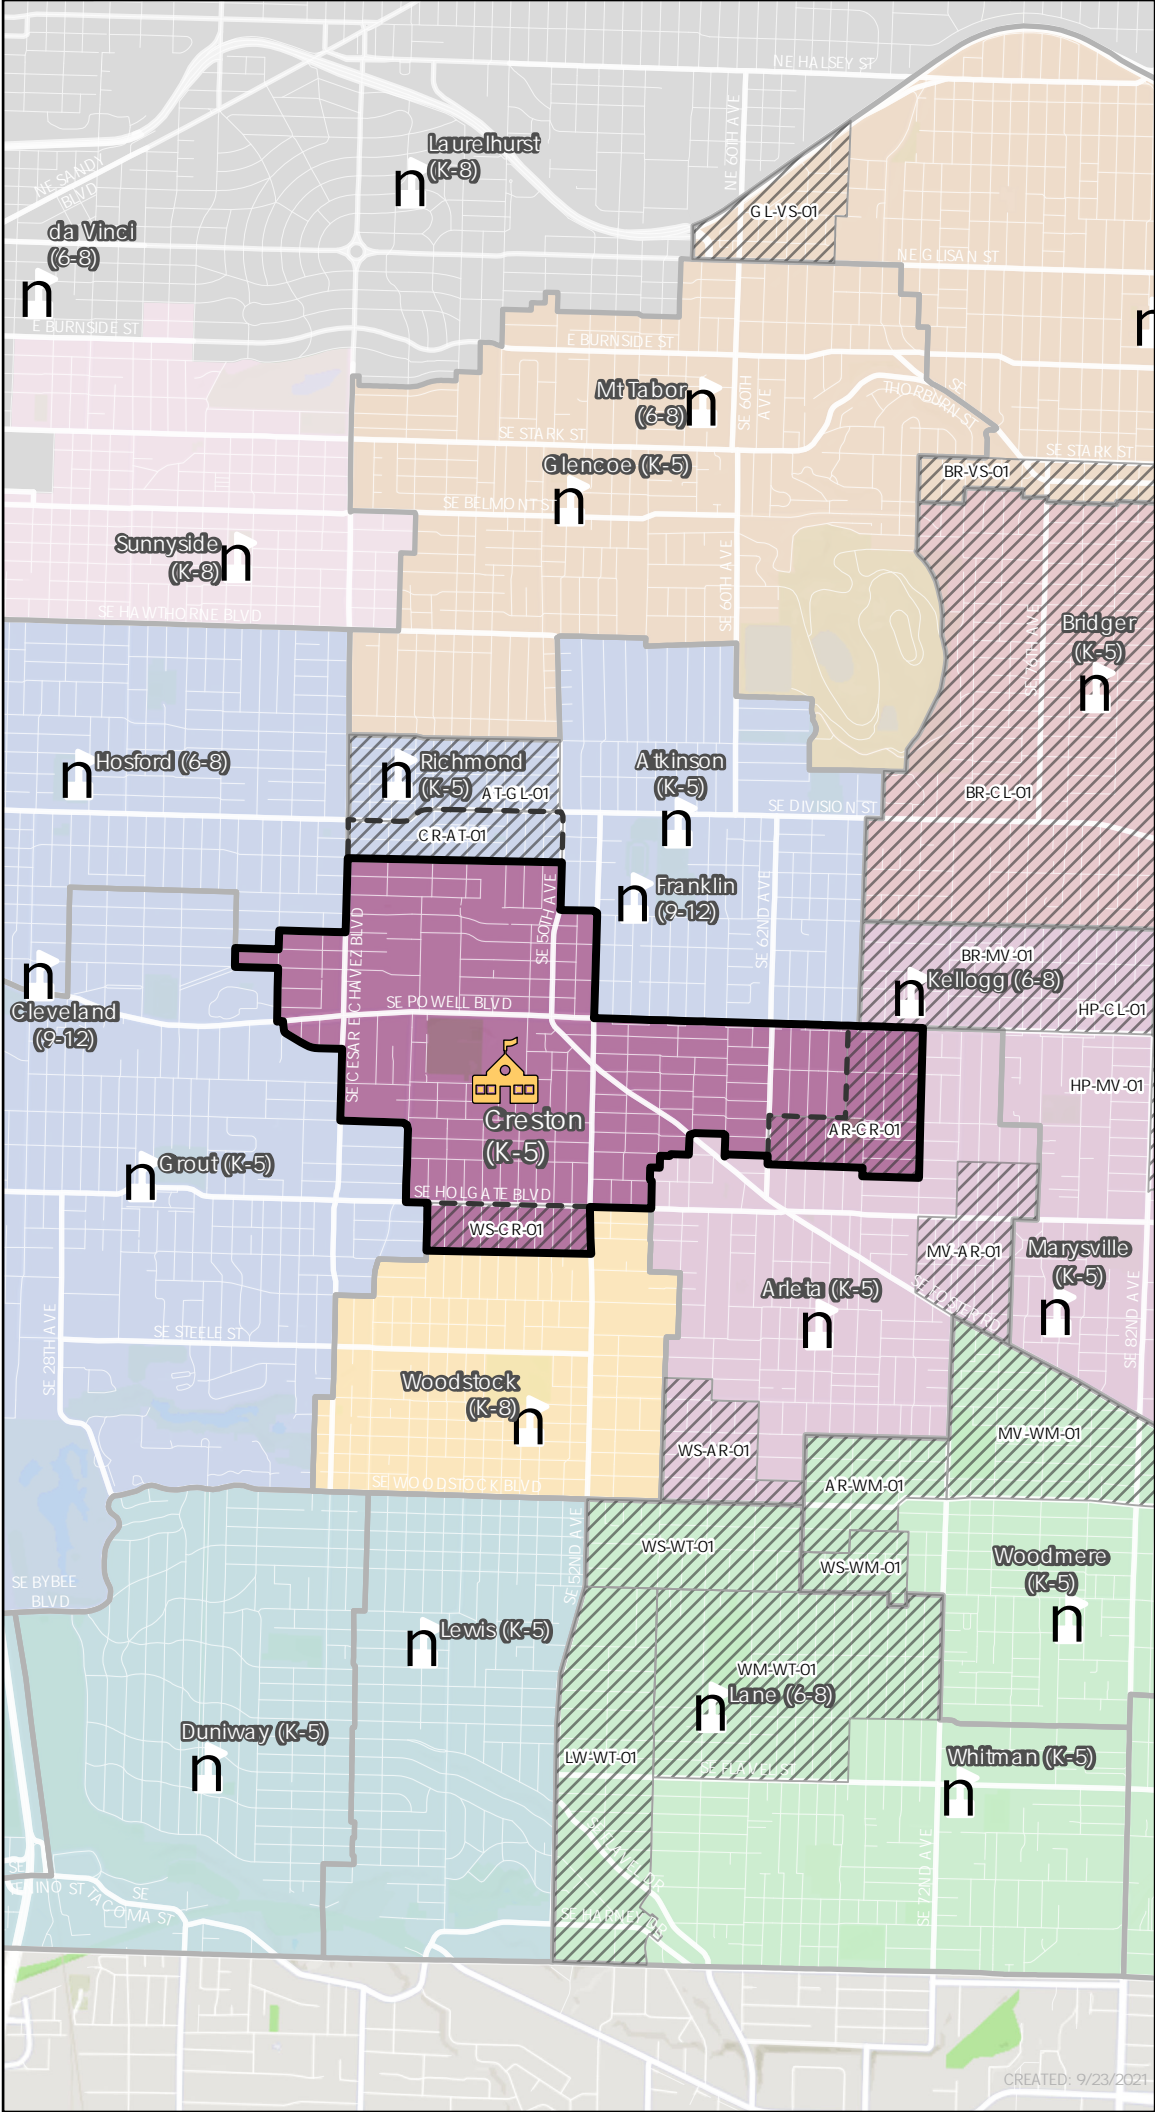 NE HALSEY ST
NE 60TH AVE
Laurelhurst
(K-8)
NE SANDY
BLVD
GL-VS-01
da Vinci
(6-8)
NE GLISAN ST
E BURNSIDE ST
E BURNSIDE ST
Mt Tabor
(6-8)
SE 60TH
AVE
SE
THORBURN ST
SE STARK ST
SE STARK ST
Glencoe (K-5)
BR-VS-01
SE BELMONT ST
Sunnyside
(K-8)
SE 60TH AVE
SE HAWTHORNE BLVD
SE 76TH AVE
Bridger
(K-5)
Hosford (6-8)
Richmond
(K-5)
AT-GL-01
Atkinson
(K-5)
BR-CL-01
SE DIVISION ST
CR-AT-01
Franklin
(9-12)
SE 50TH AVE
SE 62ND AVE
SE CESAR E CHAVEZ BLVD
BR-MV-01
Kellogg (6-8)
Cleveland
(9-12)
SE POWELL BLVD
HP-CL-01
HP-MV-01
Creston
(K-5)
AR-CR-01
Grout (K-5)
SE HOLGATE BLVD
WS-CR-01
MV-AR-01
Marysville
(K-5)
Arleta (K-5)
SE FOSTER RD
SE 28TH AVE
SE STEELE ST
SE 82ND AVE
Woodstock
(K-8)
WS-AR-01
MV-WM-01
SE WOODSTOCK BLVD
AR-WM-01
SE 52ND AVE
WS-WT-01
WS-WM-01
Woodmere
(K-5)
SE BYBEE
BLVD
Lewis (K-5)
WM-WT-01
Lane (6-8)
Duniway (K-5)
LW-WT-01
SE FLAVEL ST
Whitman (K-5)
SE 72ND AVE
SE
SE
TACOMA ST
SE HARNEY DR
CREATED: 9/23/2021